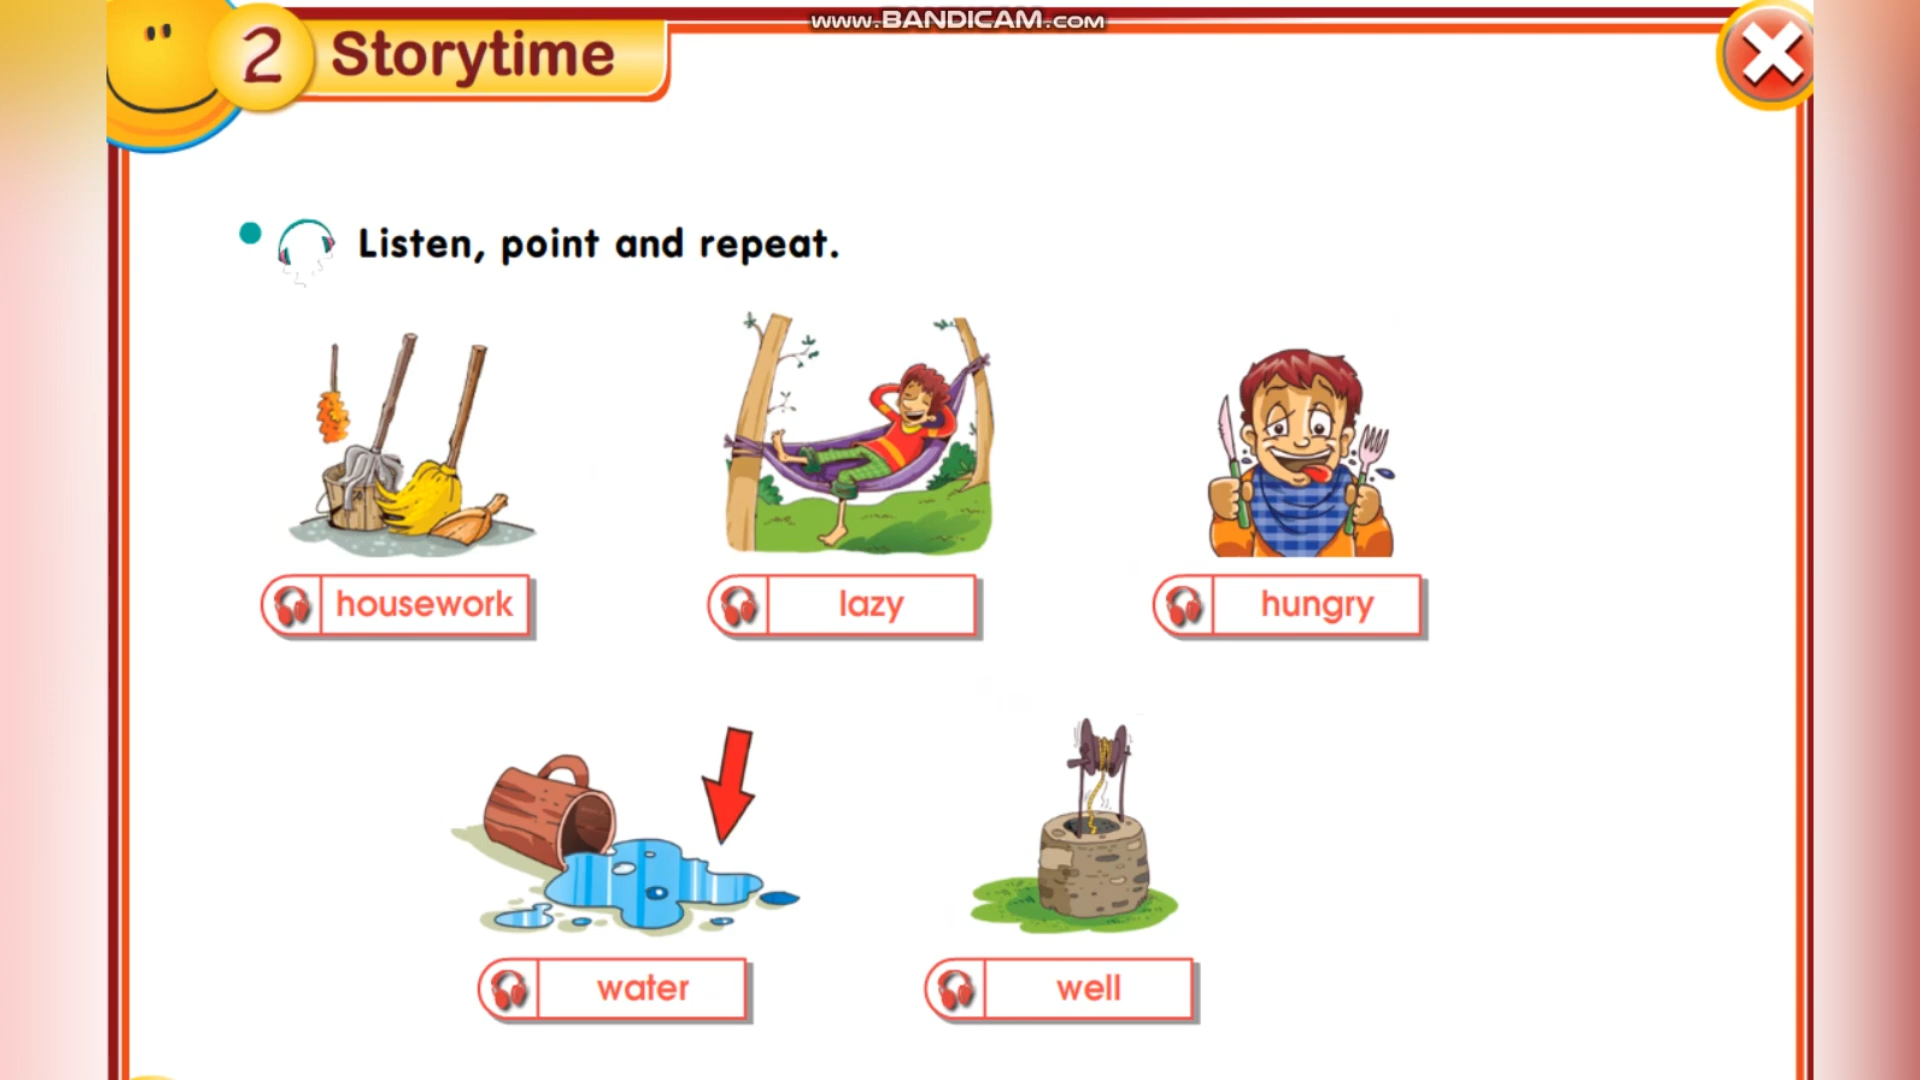 www.BANDICAM.com
2 Storytime
Listen, point and repeat.
housework
lazy
hungry
water
well